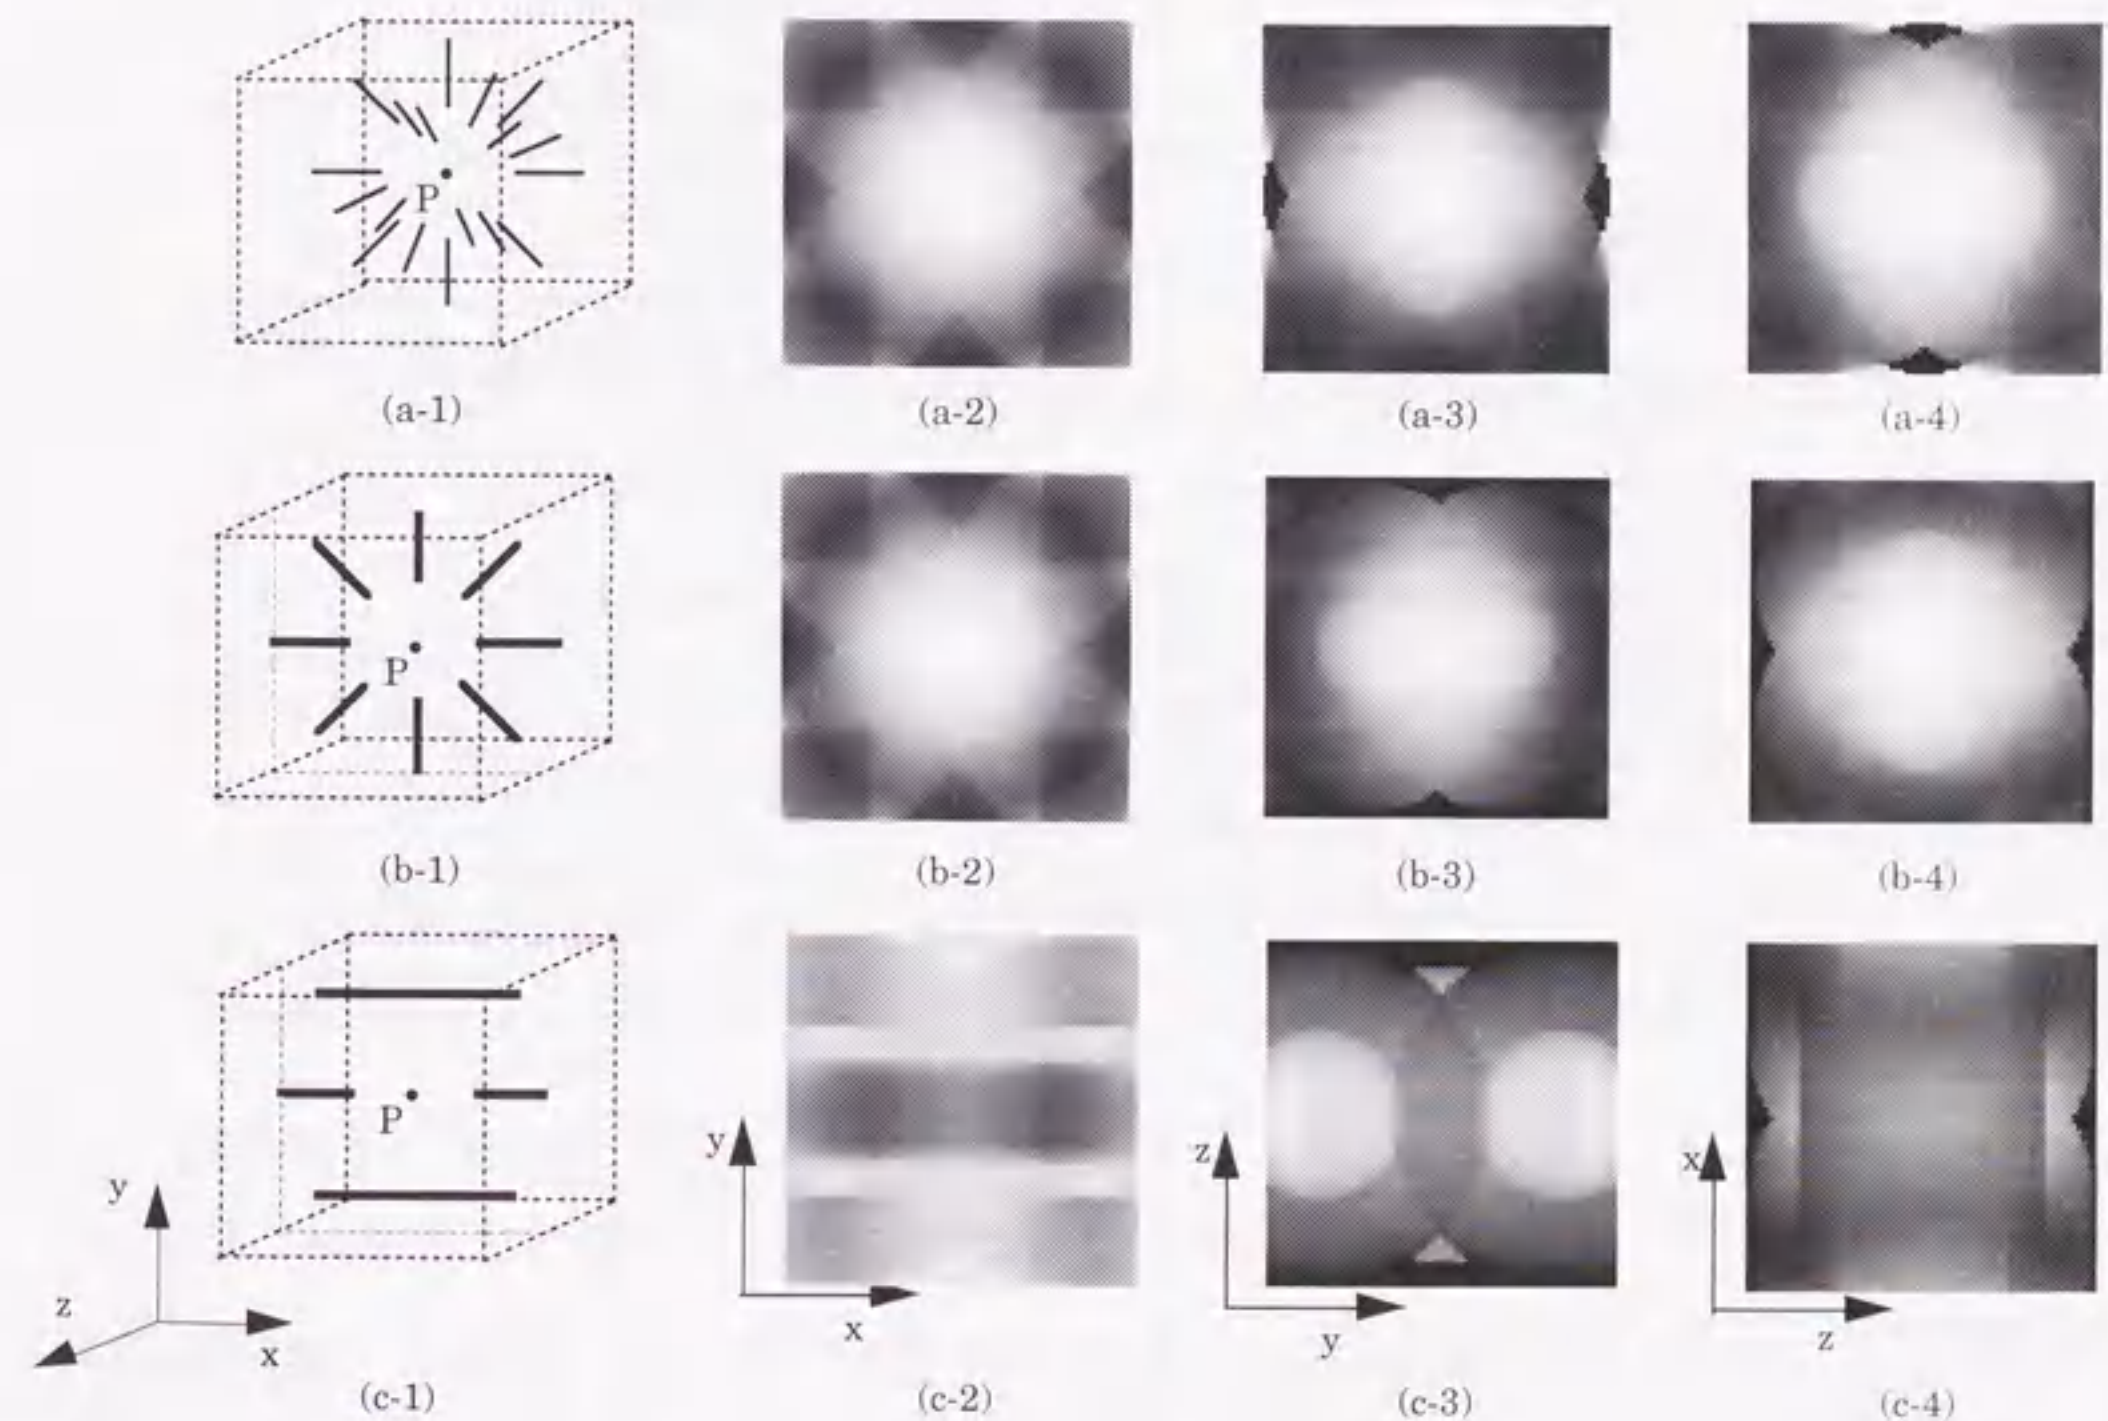 P
(a-1)
(a-2)
(a-3)
(a-4)
P
(b-1)
(b-2)
(b-3)
(b-4)
P
y
z
x
(c-1)
y
x
(c-2)
z
y
(c-3)
x
z
(c-4)